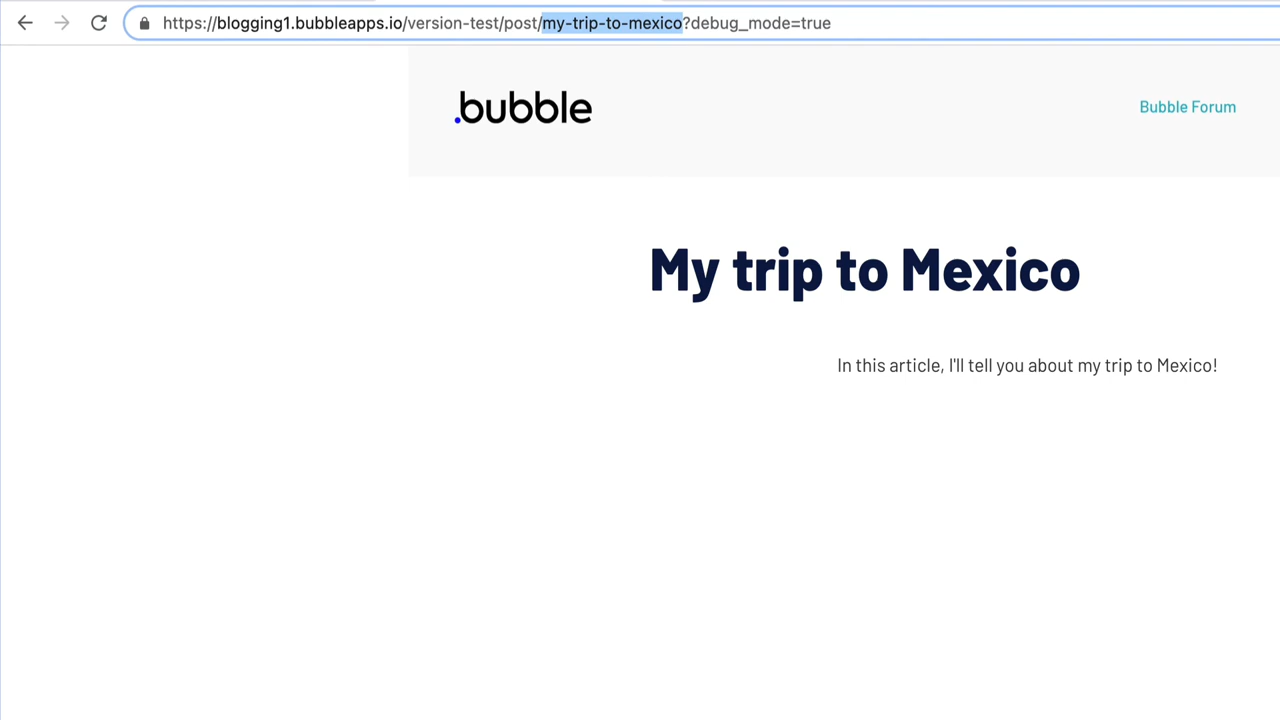 https://blogging1.bubbleapps.io/version-test/post/my-trip-to-mexico?debug_mode=true
.bubble
Bubble Forum
My trip to Mexico
In this article, I'll tell you about my trip to Mexico!